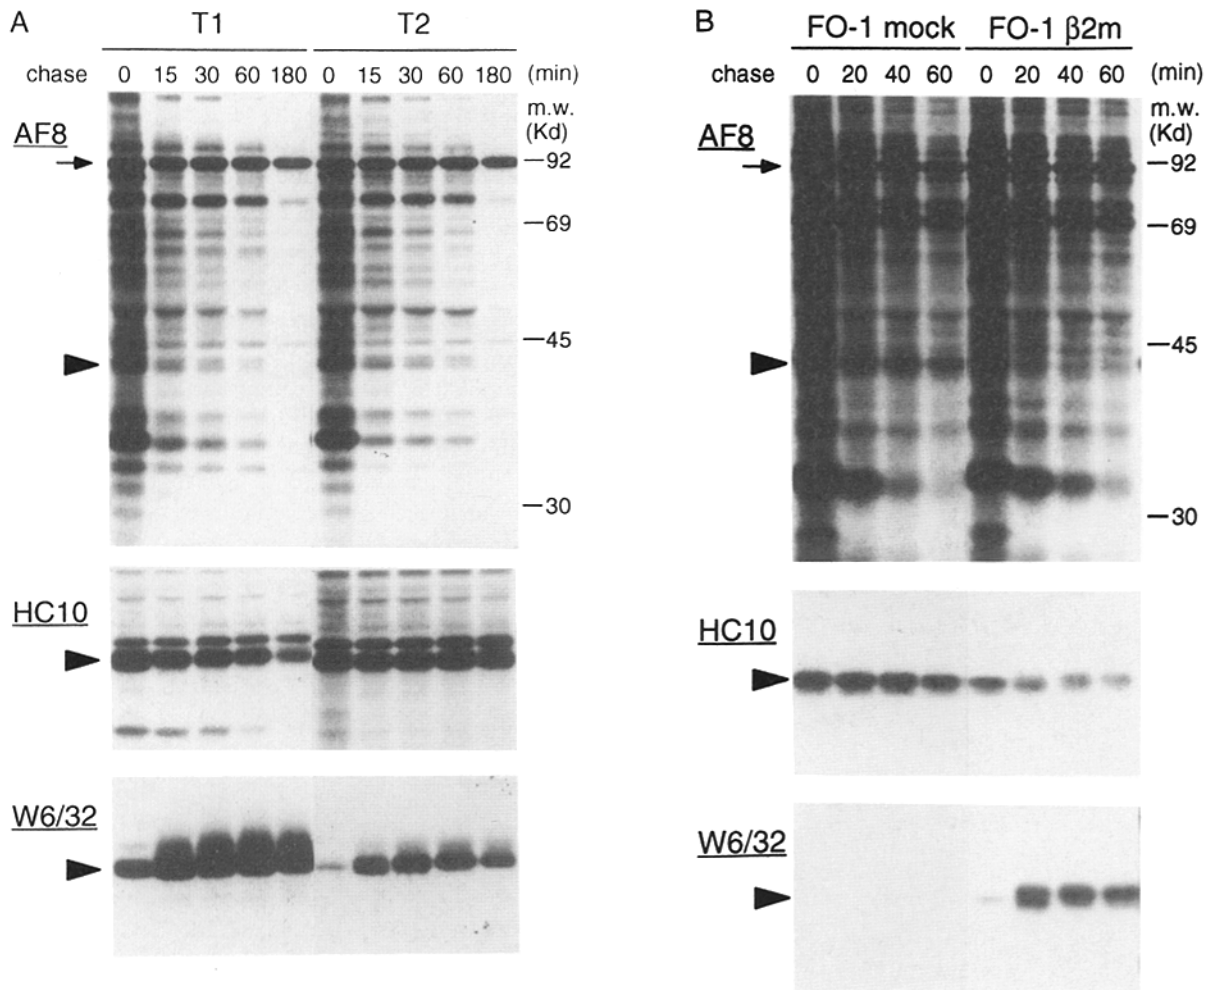 A
T1 T2
chase 0 15 30 60 180 0 15 30 60 180 (min)
m.w.
(Kd)
AF8
92
69
45
30
HC10
W6/32
B
FO-1 mock FO-1 β2m
chase 0 20 40 60 0 20 40 60 (min)
m.w.
(Kd)
AF8
92
69
45
30
HC10
W6/32